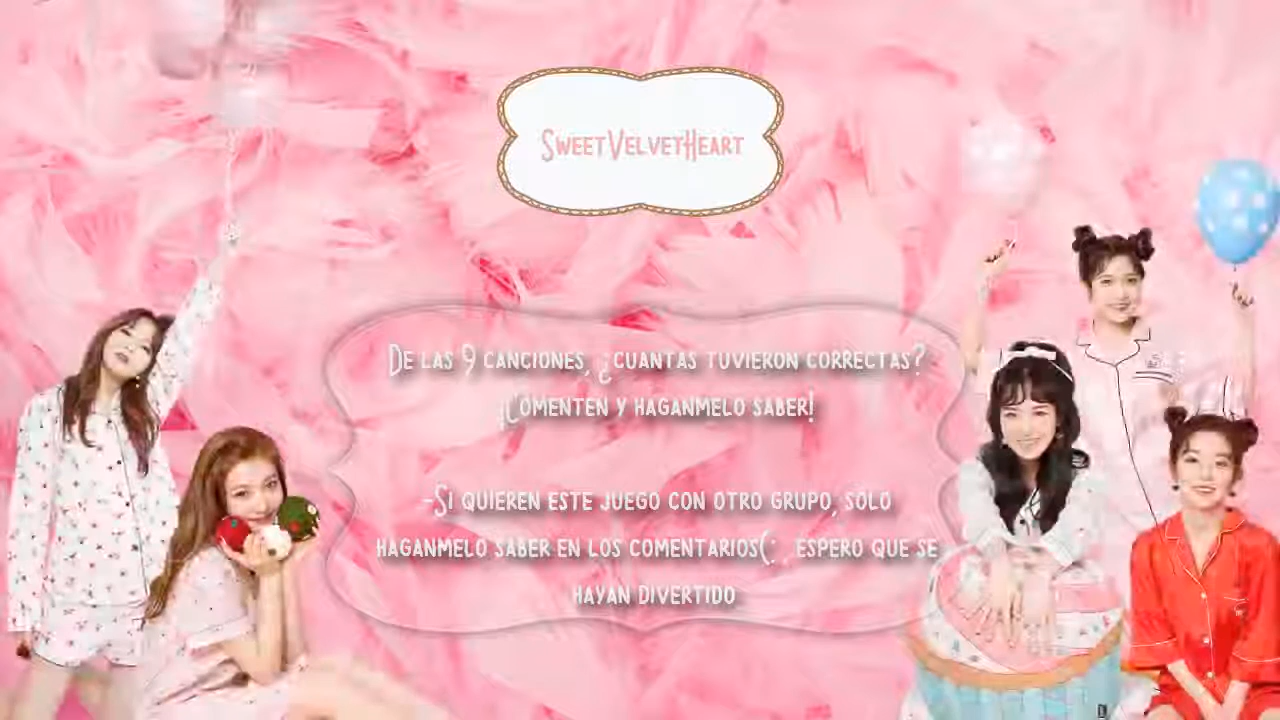 SweetVelvetHeart
De las 9 canciones, ¿cuantas tuvieron correctas?
¡Comenten y haganmelo saber!
-Si quieren este juego con otro grupo, solo
haganmelo saber en los comentarios(: espero que se
hayan divertido